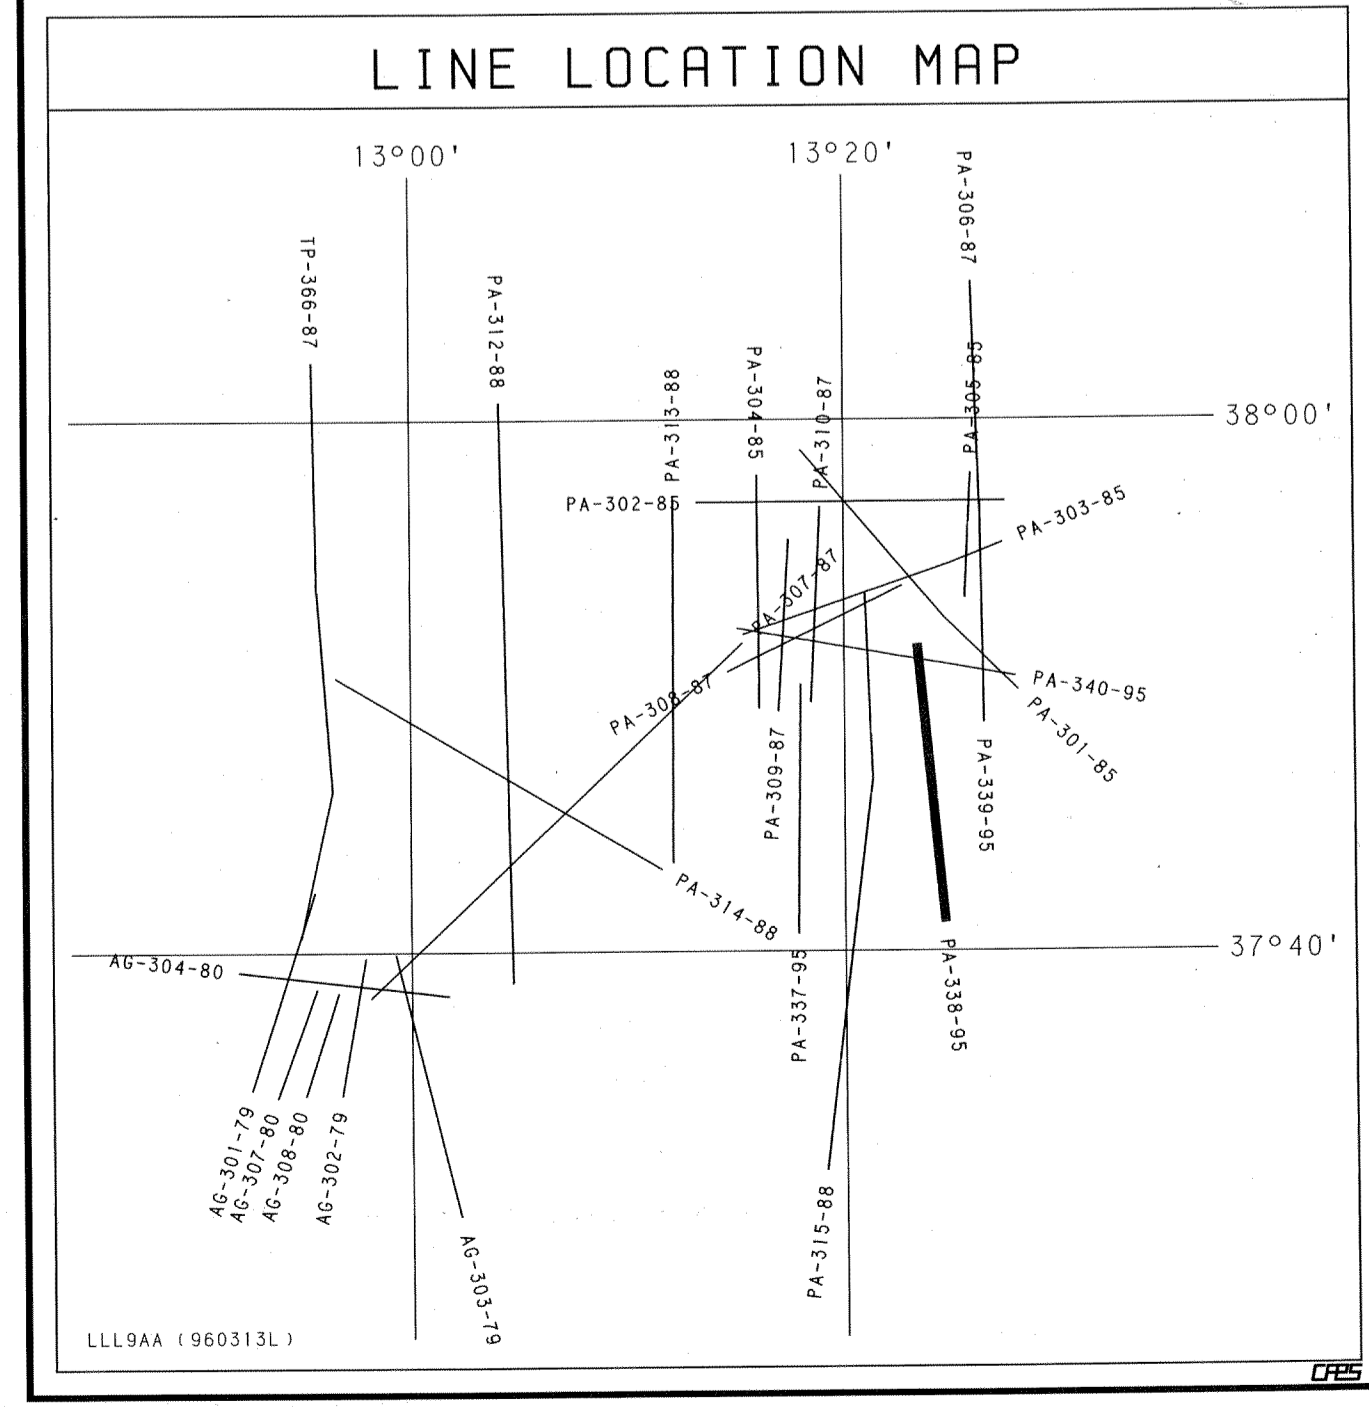 LINE LOCATION MAP
13°00'
13°20'
PA-306-87
TP-366-87
PA-312-88
PA-313-88
PA-304-85
PA-310-87
PA-305-85
38°00'
PA-302-85
PA-303-85
PA-307-87
PA-308-87
PA-340-95
PA-301-85
PA-309-87
PA-339-95
PA-314-88
37°40'
AG-304-80
PA-337-95
PA-338-95
AG-301-79
AG-307-80
AG-308-80
AG-302-79
PA-315-88
AG-303-79
LLL9AA (960313L)
CPES